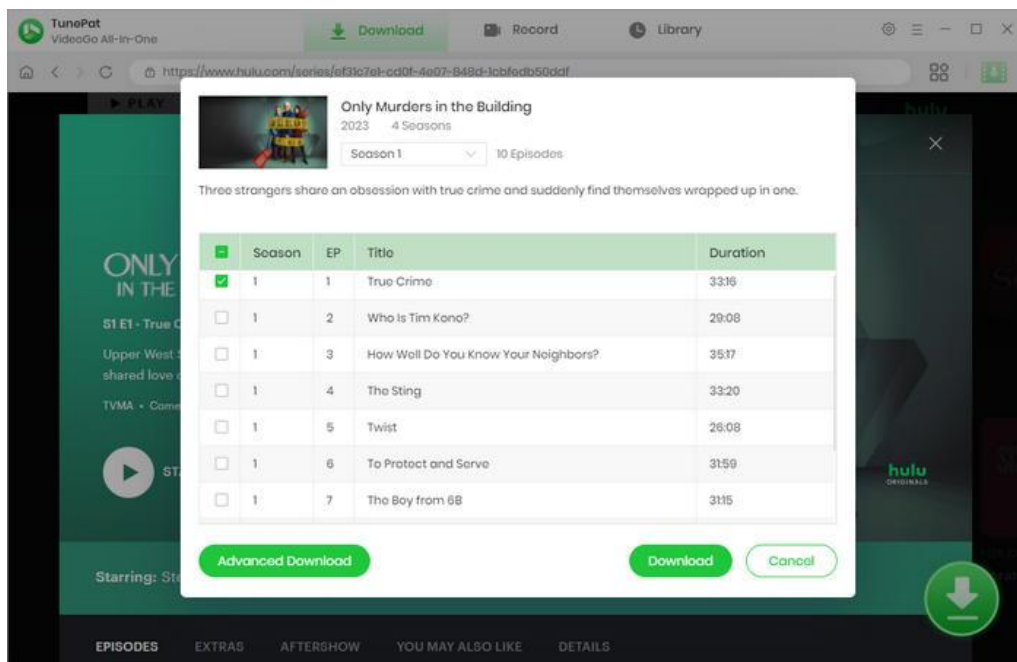 TunePat
VideoGo All-In-One
Download
Record
Library
https://www.hulu.com/series/ef31c7e1-cd0f-4e07-848d-1cbfedb50ddf
PLAY
hulu
Only Murders in the Building
2023 4 Seasons
Season 1 10 Episodes
Three strangers share an obsession with true crime and suddenly find themselves wrapped up in one.
Season EP Title Duration
1 1 True Crime 33:16
1 2 Who Is Tim Kono? 29:08
1 3 How Well Do You Know Your Neighbors? 35:17
1 4 The Sting 33:20
1 5 Twist 26:08
1 6 To Protect and Serve 31:59
1 7 The Boy from 6B 31:15
Advanced Download Download Cancel
ONLY
IN THE
S1 E1 - True
Upper West
shared love
TVMA •
hulu
ORIGINALS
Starring:
EPISODES EXTRAS AFTERSHOW YOU MAY ALSO LIKE DETAILS